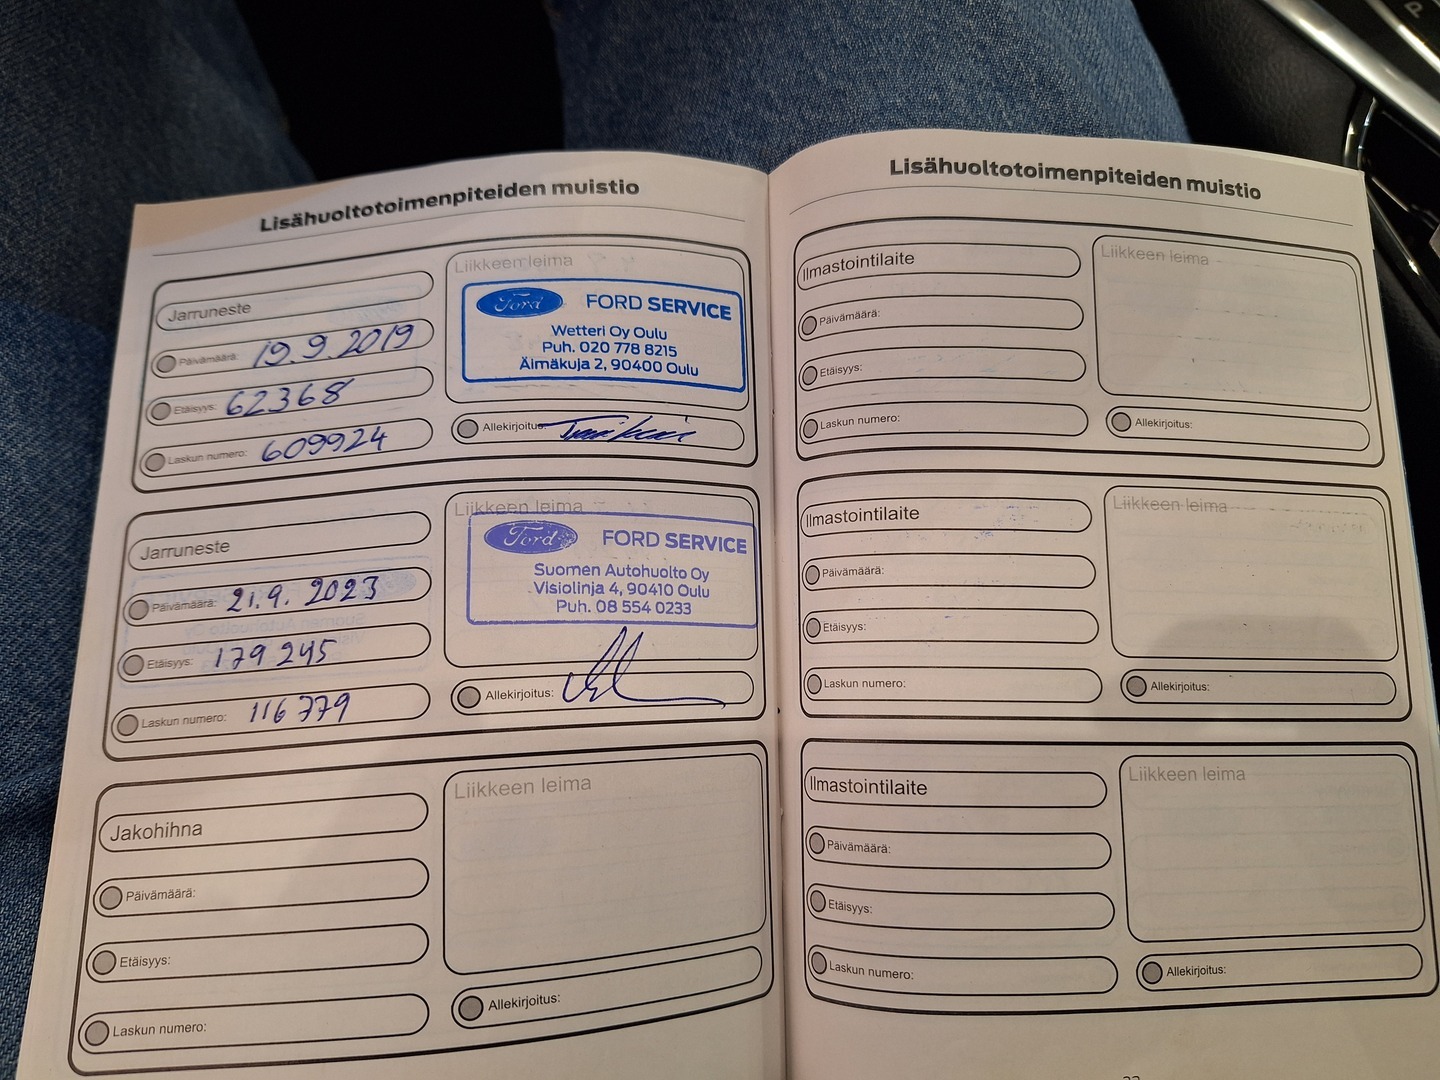 Lisähuoltotoimenpiteiden muistio
Jarruneste
Päivämäärä: 19.9.2019
Etäisyys: 62368
Laskun numero: 609924
Liikkeen leima
Ford FORD SERVICE
Wetteri Oy Oulu
Puh. 020 778 8215
Äimäkuja 2, 90400 Oulu
Allekirjoitus:
Jarruneste
Päivämäärä: 21.9. 2023
Etäisyys: 179245
Laskun numero: 116779
Liikkeen leima
Ford FORD SERVICE
Suomen Autohuolto Oy
Visiolinja 4, 90410 Oulu
Puh. 08 554 0233
Allekirjoitus:
Jakohihna
Päivämäärä:
Etäisyys:
Laskun numero:
Liikkeen leima
Allekirjoitus:
Lisähuoltotoimenpiteiden muistio
Ilmastointilaite
Päivämäärä:
Etäisyys:
Laskun numero:
Liikkeen leima
Allekirjoitus:
Ilmastointilaite
Päivämäärä:
Etäisyys:
Laskun numero:
Liikkeen leima
Allekirjoitus:
Ilmastointilaite
Päivämäärä:
Etäisyys:
Laskun numero:
Liikkeen leima
Allekirjoitus:
P